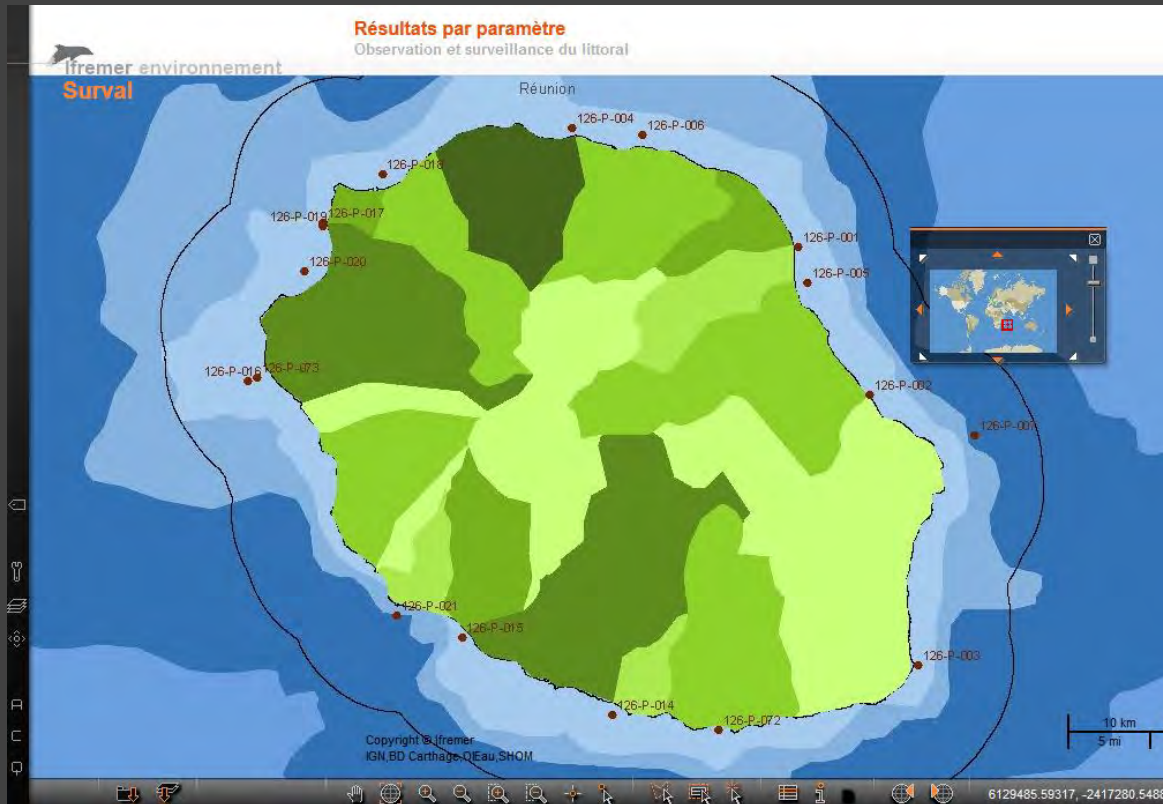 Résultats par paramètre
Observation et surveillance du littoral
Ifremer environnement
Surval
Réunion
126-P-004
126-P-006
126-P-018
126-P-019
126-P-017
126-P-001
126-P-020
126-P-005
126-P-016
126-P-073
126-P-002
126-P-021
126-P-015
126-P-003
126-P-014
126-P-072
10 km
5 mi
Copyright © Ifremer
IGN,BD Carthage,OIEau,SHOM
A
C
Q
6129485.59317, -2417280.5488